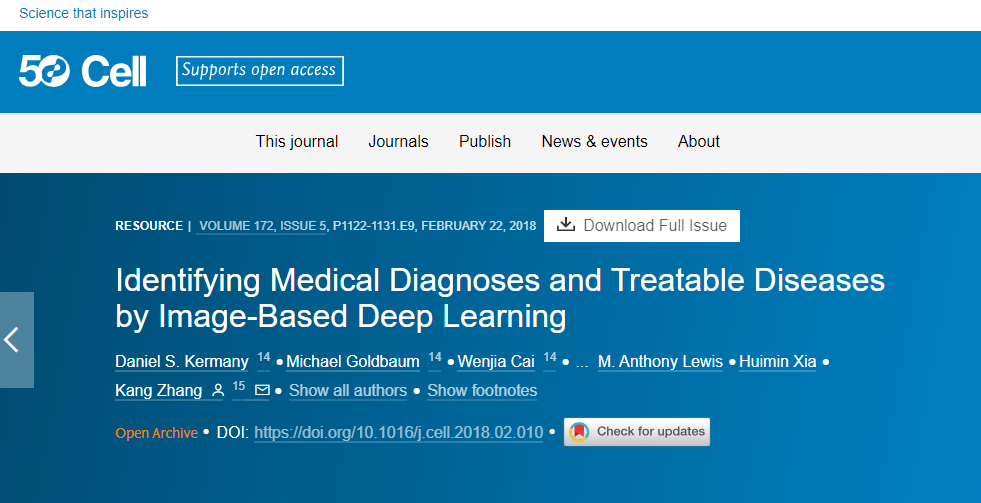 Science that inspires
50 Cell Supports open access
This journal Journals Publish News & events About
RESOURCE | VOLUME 172, ISSUE 5, P1122-1131.E9, FEBRUARY 22, 2018 Download Full Issue
Identifying Medical Diagnoses and Treatable Diseases
by Image-Based Deep Learning
Daniel S. Kermany 14 • Michael Goldbaum 14 • Wenjia Cai 14 • ... M. Anthony Lewis • Huimin Xia •
Kang Zhang 15 • Show all authors • Show footnotes
Open Archive • DOI: https://doi.org/10.1016/j.cell.2018.02.010 • Check for updates